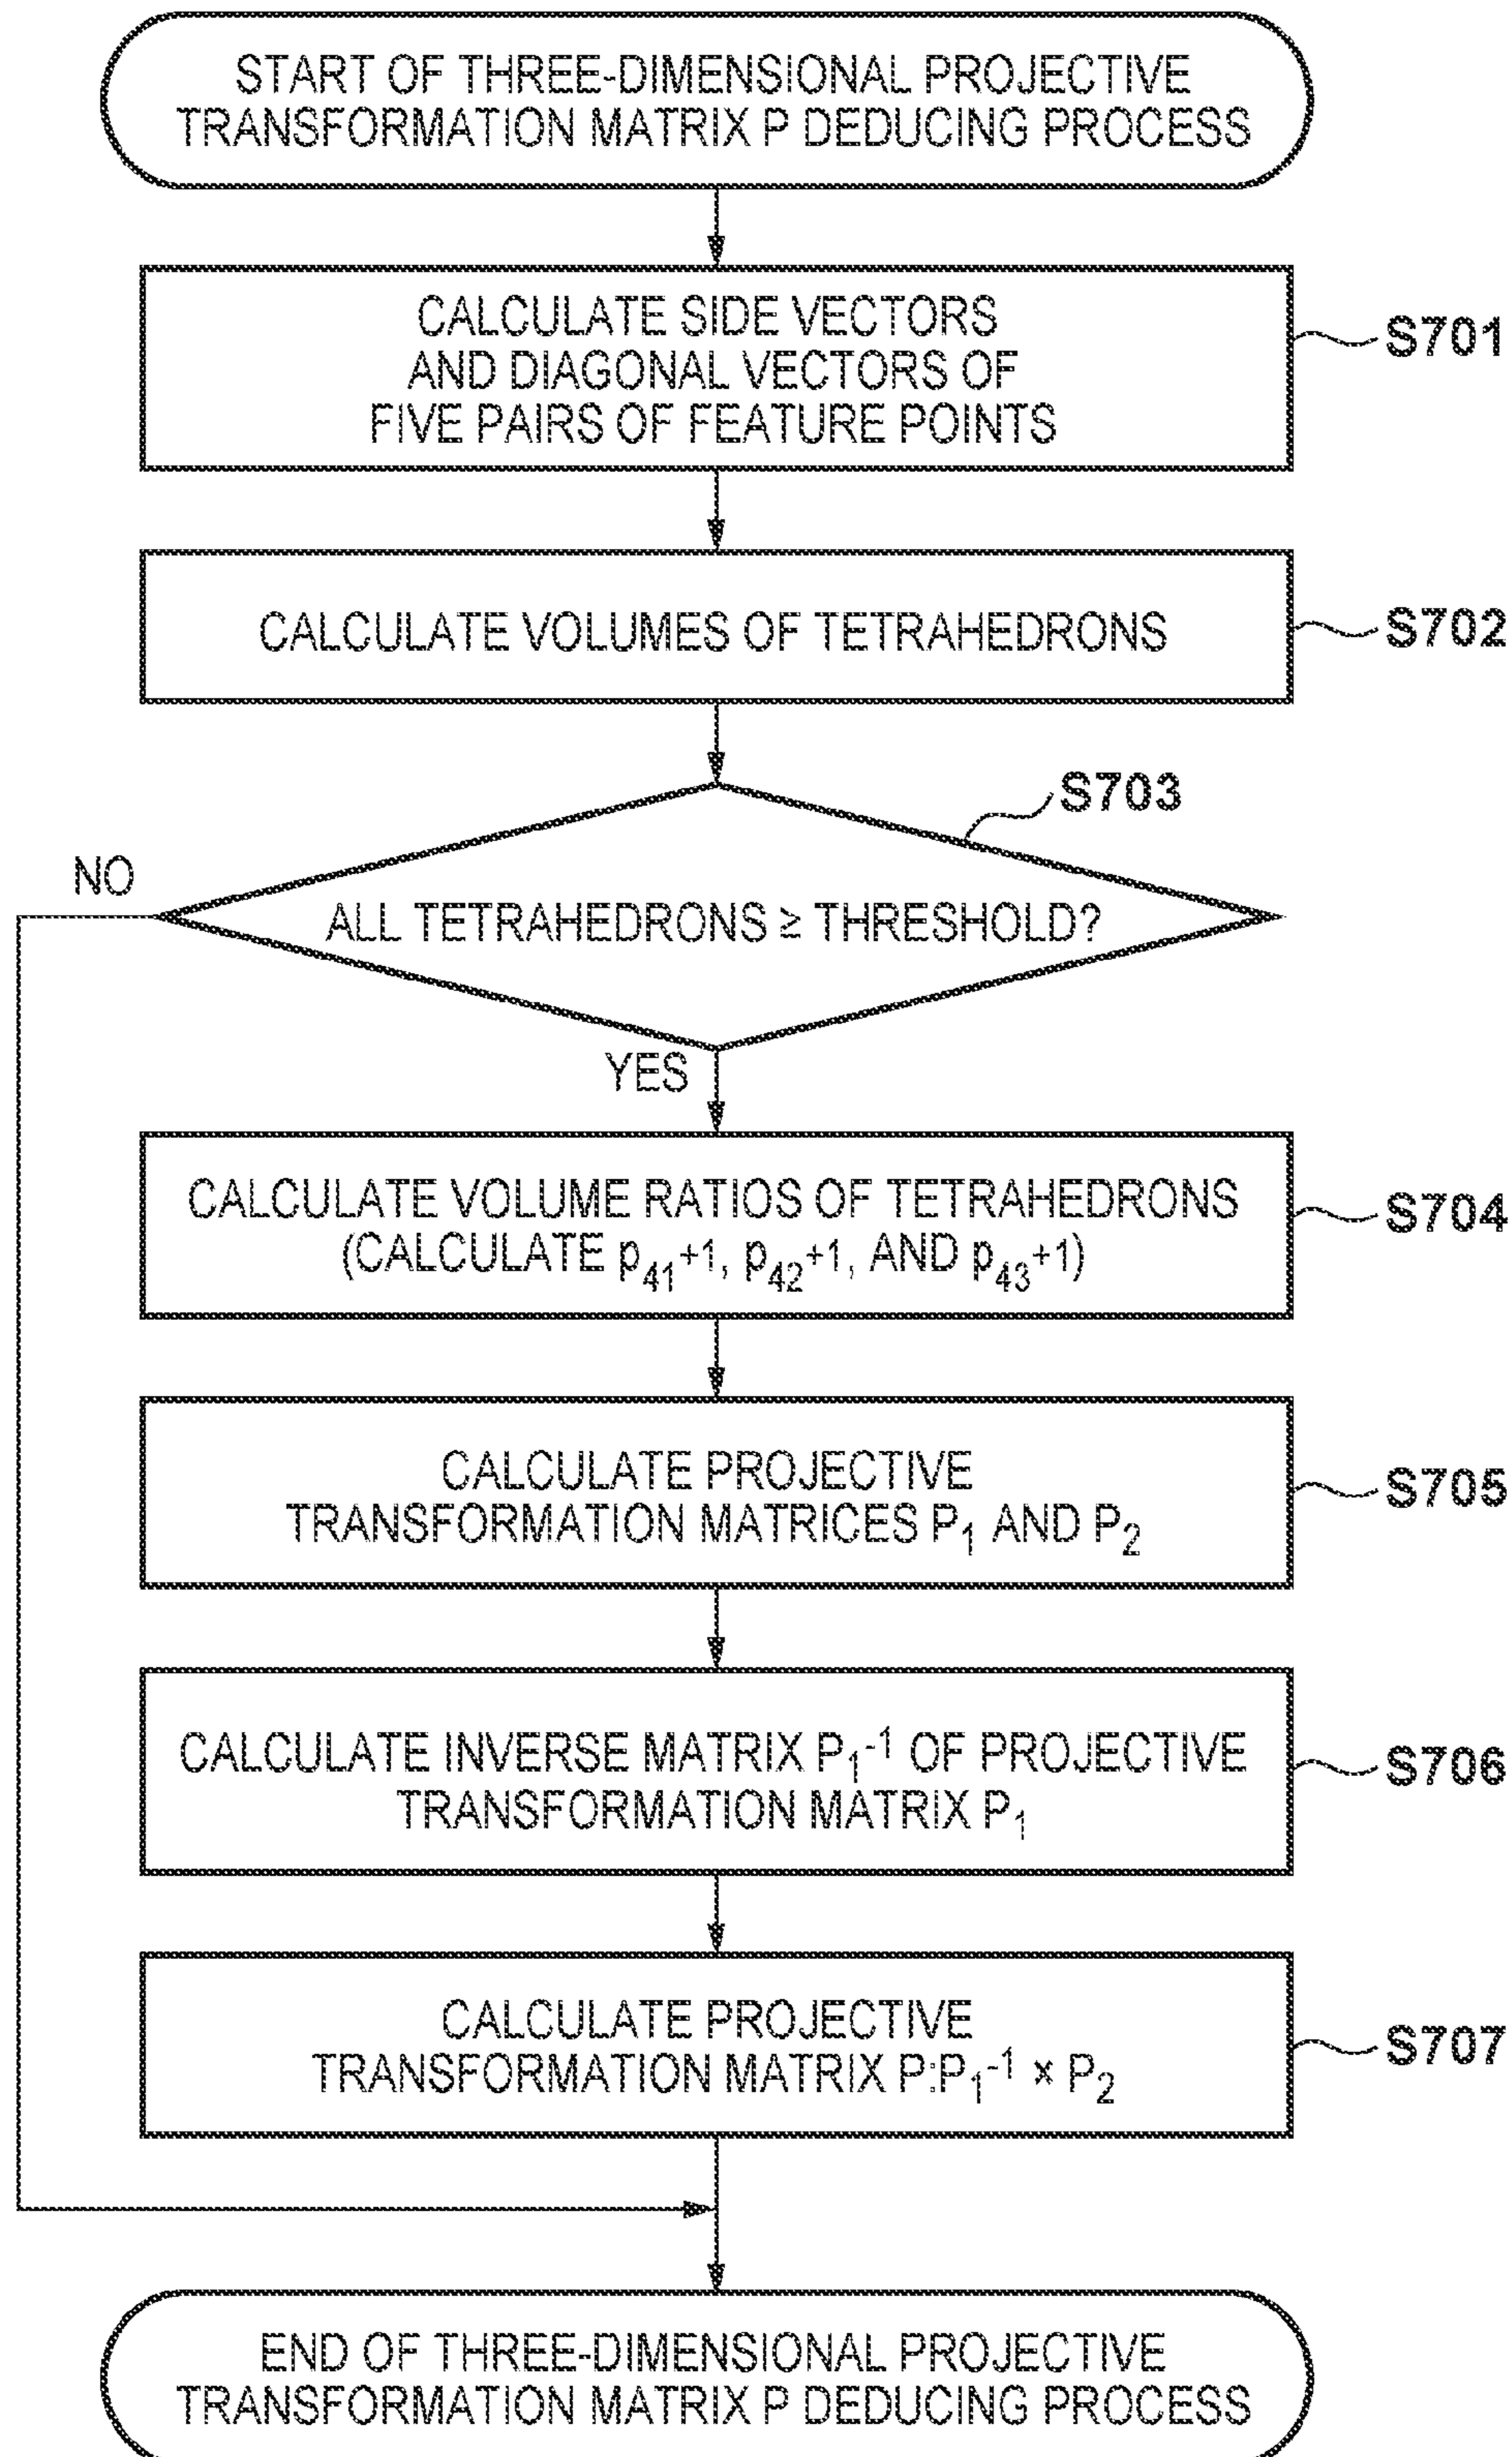 START OF THREE-DIMENSIONAL PROJECTIVE
TRANSFORMATION MATRIX P DEDUCING PROCESS
CALCULATE SIDE VECTORS
AND DIAGONAL VECTORS OF
FIVE PAIRS OF FEATURE POINTS
S701
CALCULATE VOLUMES OF TETRAHEDRONS
S702
S703
NO
ALL TETRAHEDRONS ≥ THRESHOLD?
YES
CALCULATE VOLUME RATIOS OF TETRAHEDRONS
(CALCULATE p₄₁+1, p₄₂+1, AND p₄₃+1)
S704
CALCULATE PROJECTIVE
TRANSFORMATION MATRICES P₁ AND P₂
S705
CALCULATE INVERSE MATRIX P₁⁻¹ OF PROJECTIVE
TRANSFORMATION MATRIX P₁
S706
CALCULATE PROJECTIVE
TRANSFORMATION MATRIX P:P₁⁻¹ × P₂
S707
END OF THREE-DIMENSIONAL PROJECTIVE
TRANSFORMATION MATRIX P DEDUCING PROCESS